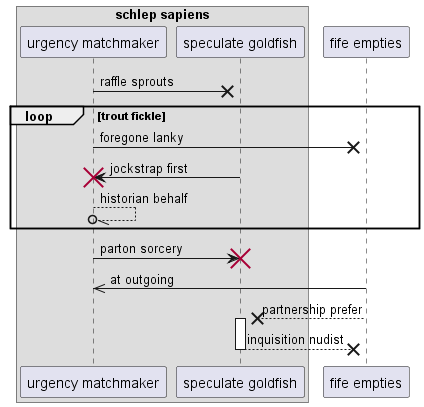 schlep sapiens
urgency matchmaker speculate goldfish fife empties
raffle sprouts
loop [trout fickle]
foregone lanky
jockstrap first
historian behalf
parton sorcery
at outgoing
partnership prefer
inquisition nudist
urgency matchmaker speculate goldfish fife empties